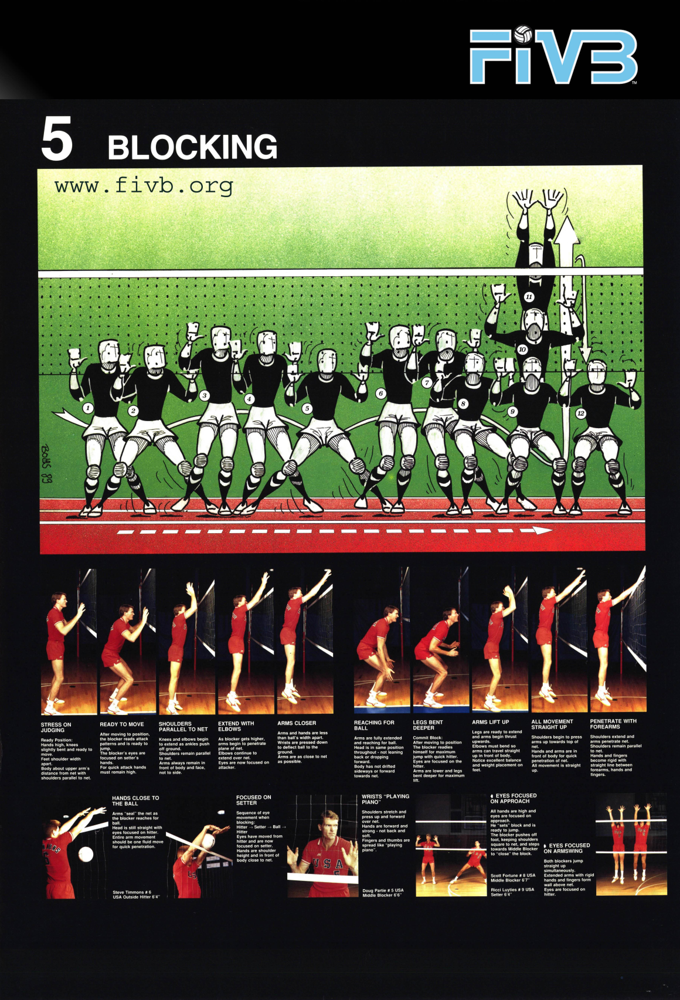 FiVB
TM
5 BLOCKING
www.fivb.org
11
10
1
2
3
4
5
6
7
8
9
12
STRESS ON
JUDGING
Ready Position:
Hands high, knees
slightly bent and ready to
move.
Feet shoulder width
apart.
Body about upper arm's
distance from net with
shoulders parallel to net.
READY TO MOVE
After moving to position,
the blocker reads attack
patterns and is ready to
jump.
The blocker's eyes are
focused on setter's
hands.
For quick attack hands
must remain high.
SHOULDERS
PARALLEL TO NET
Knees and elbows begin
to extend as ankles push
off ground.
Shoulders remain parallel
to net.
Arms always remain in
front of body and face,
not to side.
EXTEND WITH
ELBOWS
As blocker gets higher,
arms begin to penetrate
plane of net.
Elbows continue to
extend over net.
Eyes are now focused on
attacker.
ARMS CLOSER
Arms and hands are less
than ball's width apart.
Wrists are pressed down
to deflect ball to the
ground.
Arms are as close to net
as possible.
REACHING FOR
BALL
Arms are fully extended
and reaching for ball.
Head is in same position
throughout - not leaning
back or dropping
forward.
Body has not drifted
sideways or forward
towards net.
LEGS BENT
DEEPER
Commit Block:
After moving to position
The blocker readies
himself for maximum
jump with quick hitter.
Eyes are focused on the
hitter.
Arms are lower and legs
bent deeper for maximum
lift.
ARMS LIFT UP
Legs are ready to extend
and arms begin thrust
upwards.
Elbows must bend so
arms can travel straight
up in front of body.
Notice excellent balance
and weight placement on
feet.
ALL MOVEMENT
STRAIGHT UP
Shoulders begin to press
arms up towards top of
net.
Hands and arms are in
front of body for quick
penetration of net.
All movement is straight
up.
PENETRATE WITH
FOREARMS
Shoulders extend and
arms penetrate net.
Shoulders remain parallel
to net.
Hands and fingers
become rigid with
straight line between
forearms, hands and
fingers.
HANDS CLOSE TO
THE BALL
Arms "seal" the net as
the blocker reaches for
ball.
Head is still straight with
eyes focused on hitter.
Entire arm movement
should be one fluid move
for quick penetration.
Steve Timmons # 6
USA Outside Hitter 6'4"
FOCUSED ON
SETTER
Sequence of eye
movement when
blocking:
Hitter → Setter → Ball →
Hitter
Eyes have moved from
hitter and are now
focused on setter.
Hands are shoulder
height and in front of
body close to net.
USA
WRISTS "PLAYING
PIANO"
Shoulders stretch and
press up and forward
over net.
Hands are forward and
strong - not back and
soft.
Fingers and thumbs are
spread like "playing
piano".
Doug Partie # 5 USA
Middle Blocker 6'6"
EYES FOCUSED
ON APPROACH
All hands are high and
eyes are focused on
approach.
He "sets" block and is
ready to jump.
The blocker pushes off
foot, keeping shoulders
square to net, and steps
towards Middle Blocker
to "close" the block.
Scott Fortune # 8 USA
Middle Blocker 6'7"
Ricci Luyties # 9 USA
Setter 6'4"
EYES FOCUSED
ON ARMSWING
Both blockers jump
straight up
simultaneously.
Extended arms with rigid
hands and fingers form
wall above net.
Eyes are focused on
hitter.